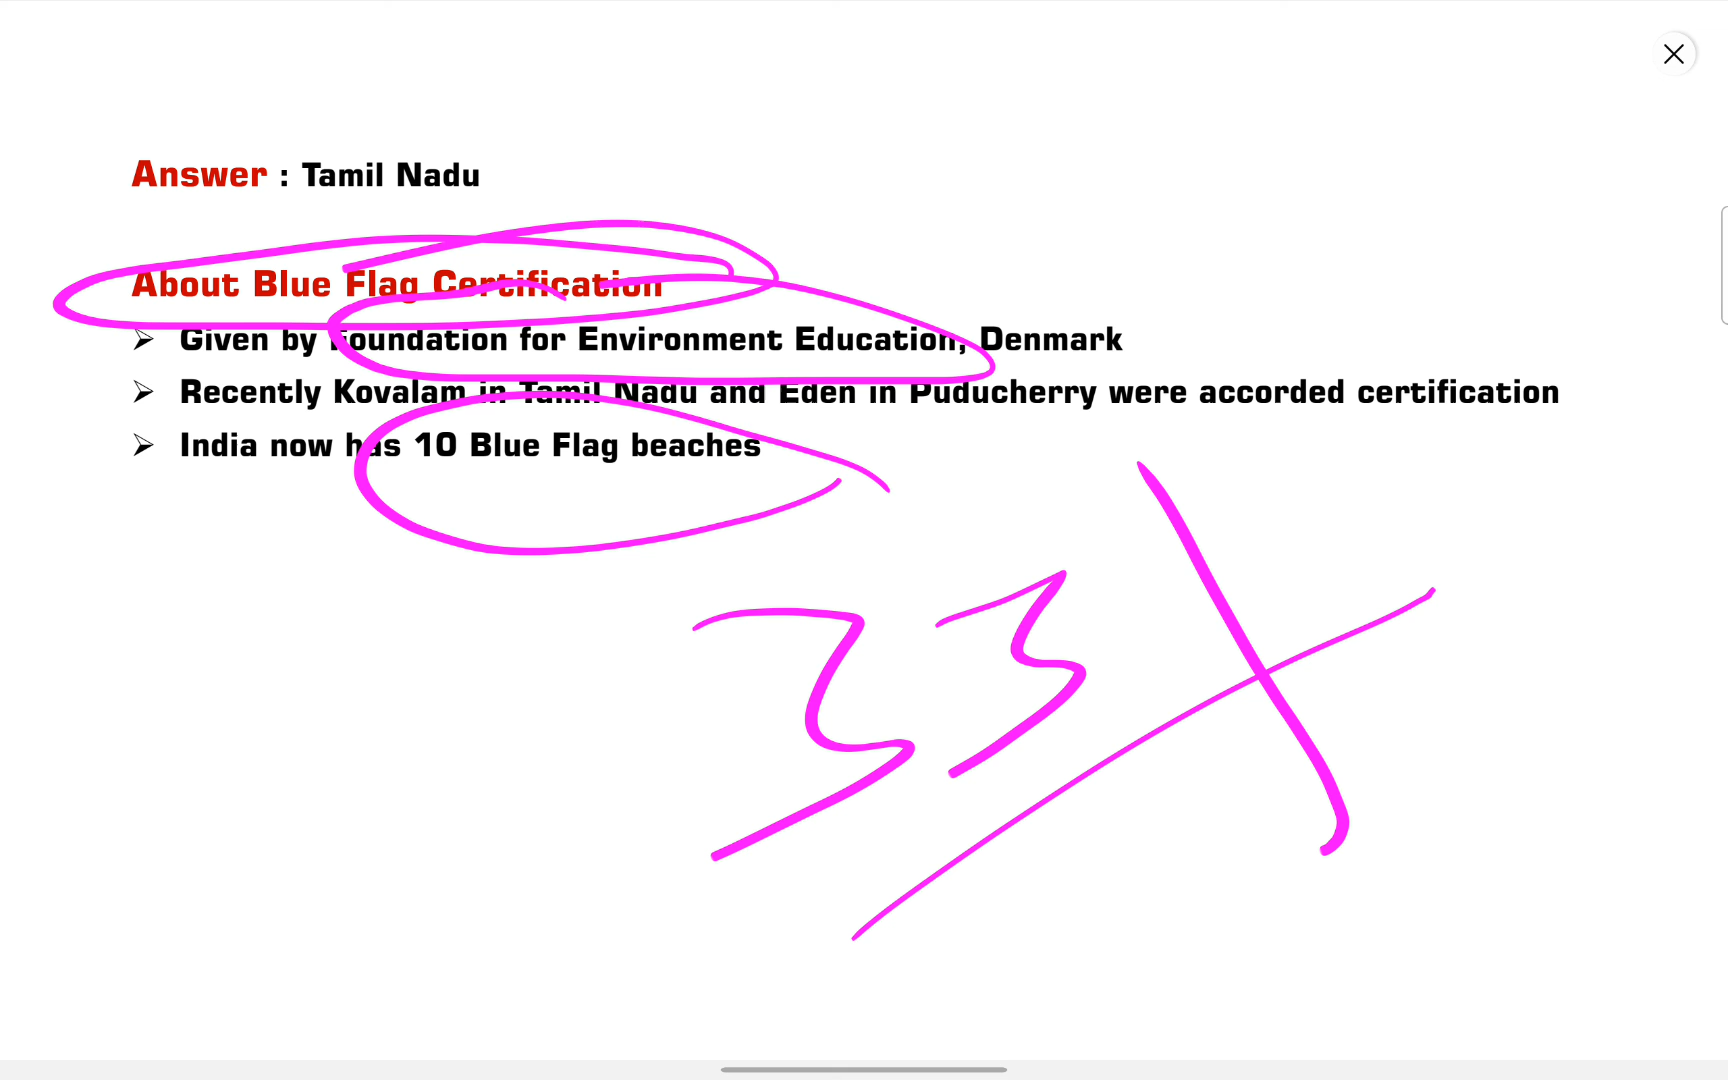 Answer : Tamil Nadu
About Blue Flag Certification
➢ Given by Foundation for Environment Education, Denmark
➢ Recently Kovalam in Tamil Nadu and Eden in Puducherry were accorded certification
➢ India now has 10 Blue Flag beaches
33 X